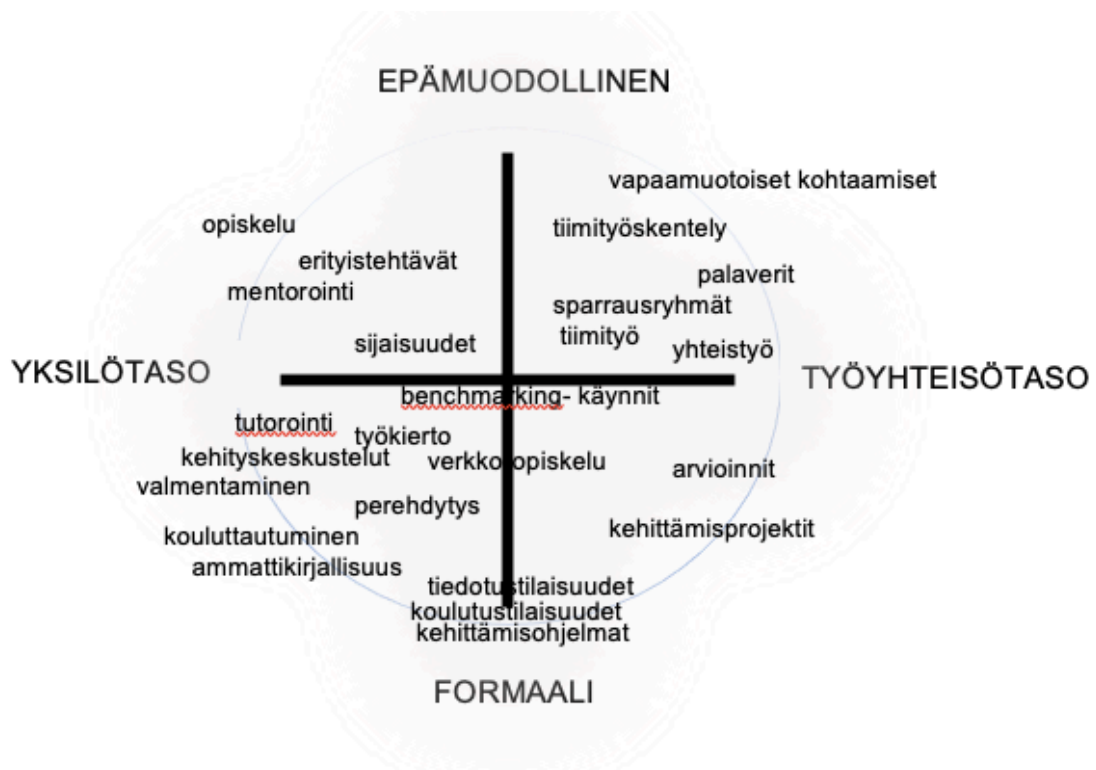 EPÄMUODOLLINEN
vapaamuotoiset kohtaamiset
opiskelu
tiimityöskentely
erityistehtävät
palaverit
mentorointi
sparrausryhmät
tiimityö
sijaisuudet
yhteistyö
YKSILÖTASO
TYÖYHTEISÖTASO
benchmarking- käynnit
tutorointi
työkierto
kehityskeskustelut
verkko-opiskelu
arvioinnit
valmentaminen
perehdytys
kehittämisprojektit
kouluttautuminen
ammattikirjallisuus
tiedotustilaisuudet
koulutustilaisuudet
kehittämisohjelmat
FORMAALI